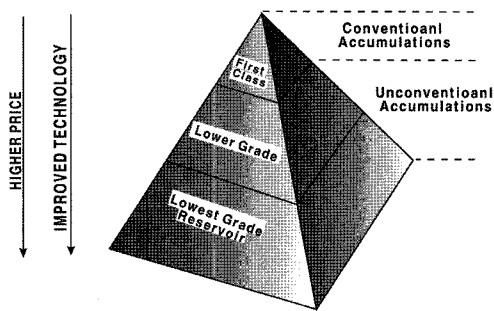 HIGHER PRICE
IMPROVED TECHNOLOGY
Conventioanl
Accumulations
Unconventioanl
Accumulations
First
Class
Lower Grade
Lowest Grade
Reservoir